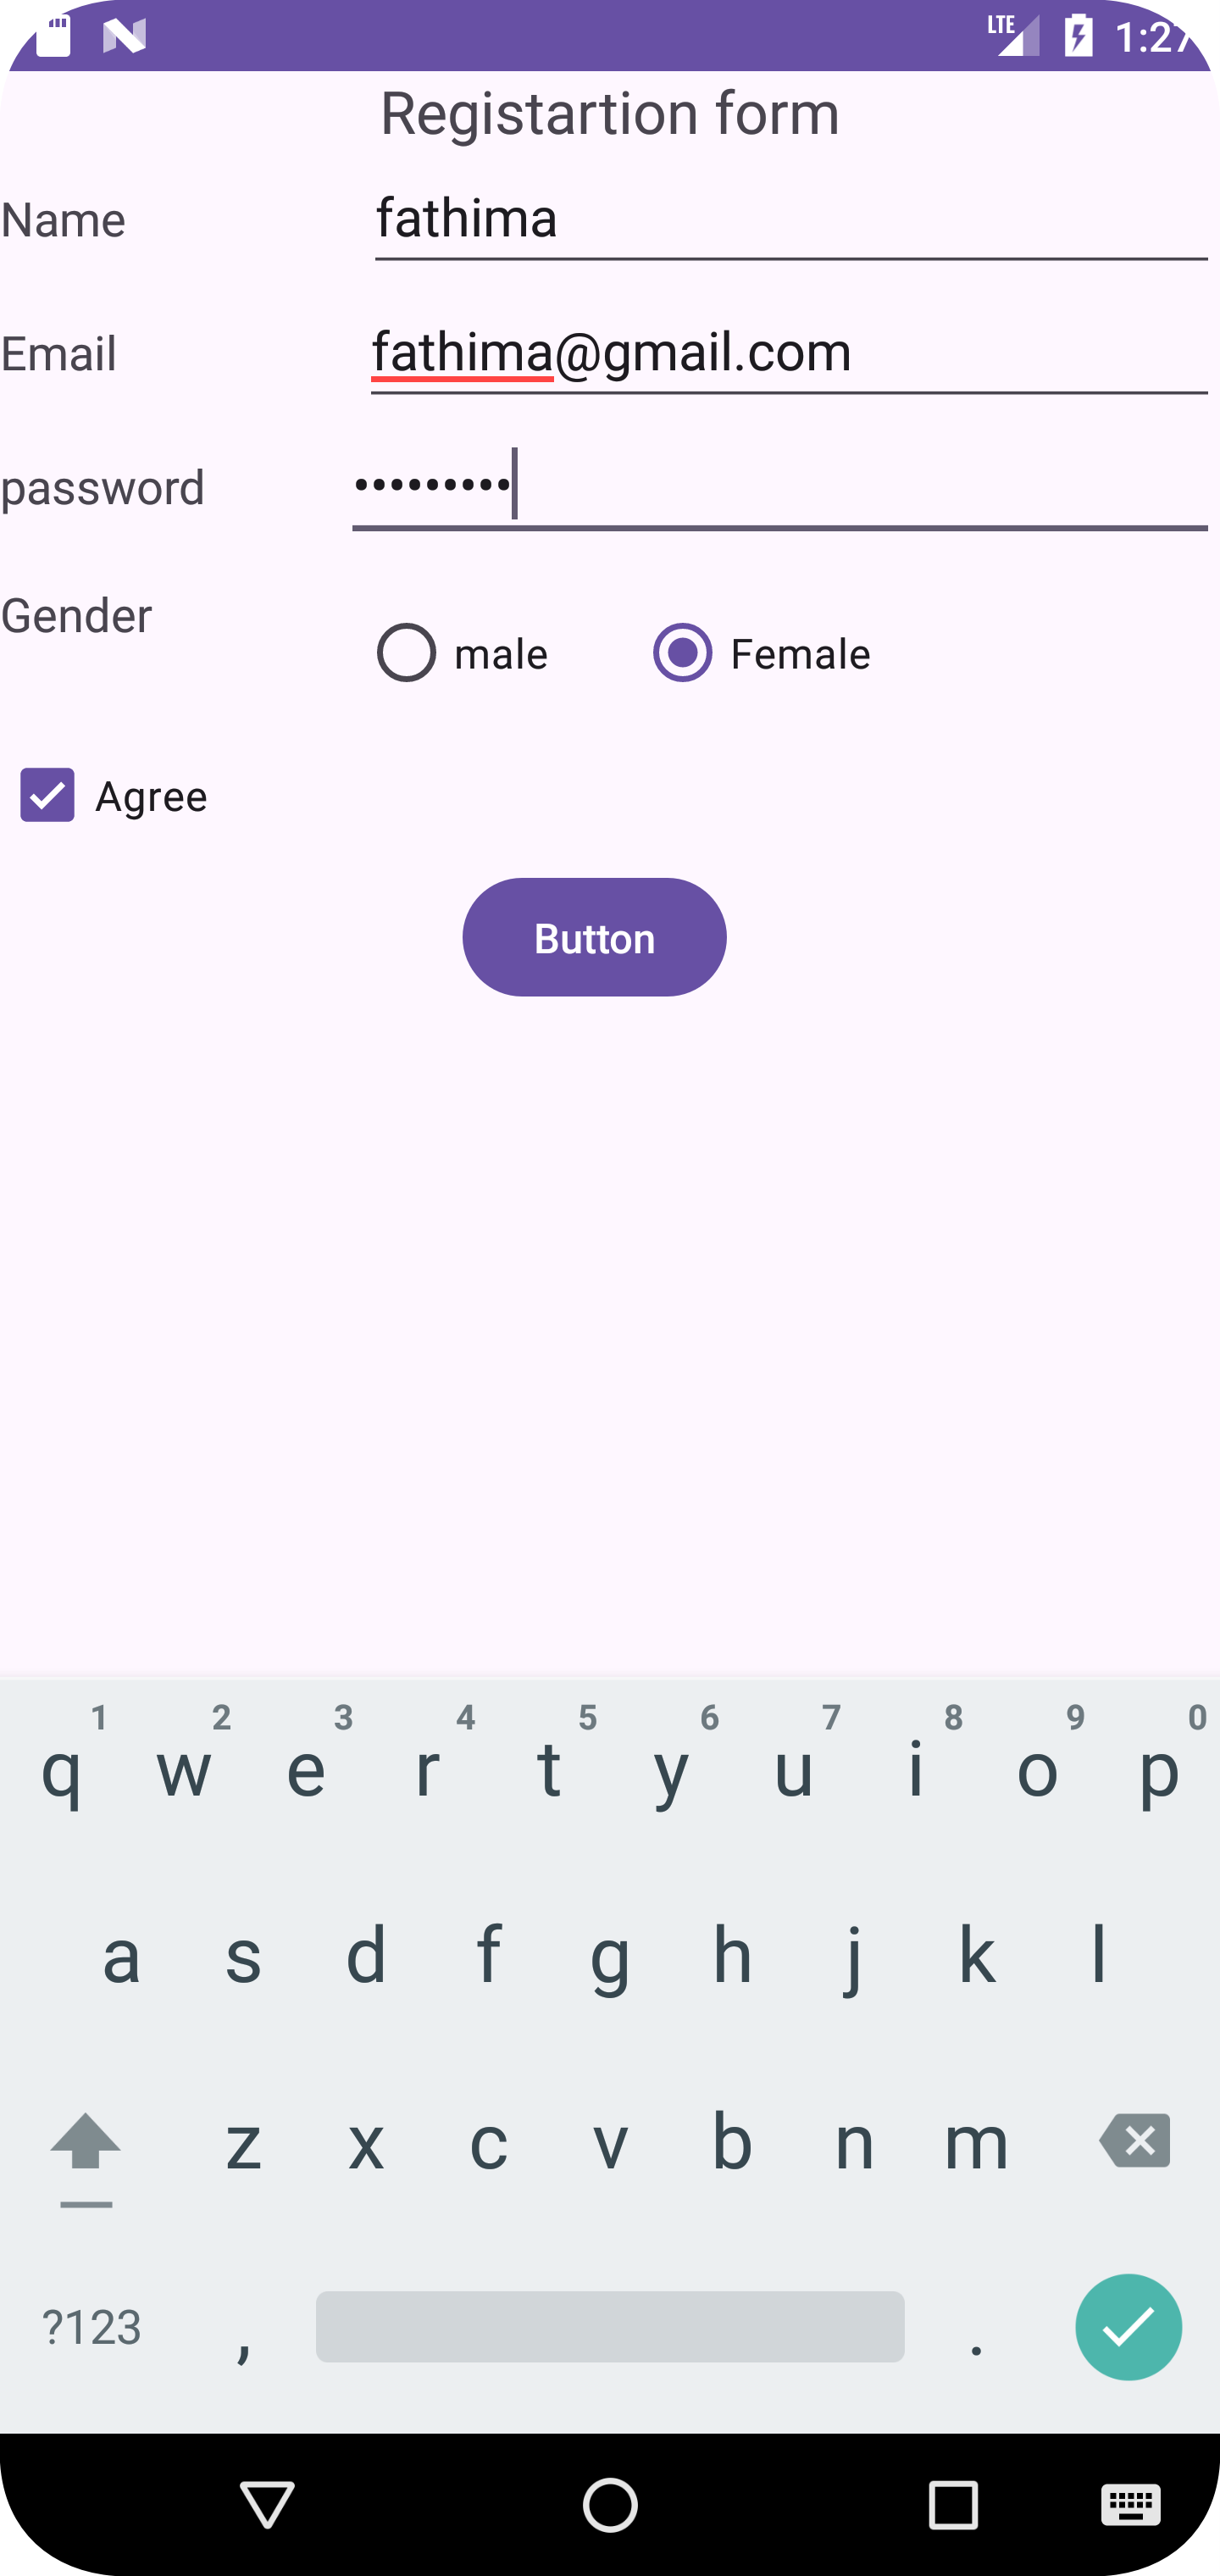 LTE 1:27
Registartion form
Name fathima
Email fathima@gmail.com
password •••••••••
Gender
male Female
Agree
Button
1 2 3 4 5 6 7 8 9 0
q w e r t y u i o p
a s d f g h j k l
z x c v b n m
?123 , .